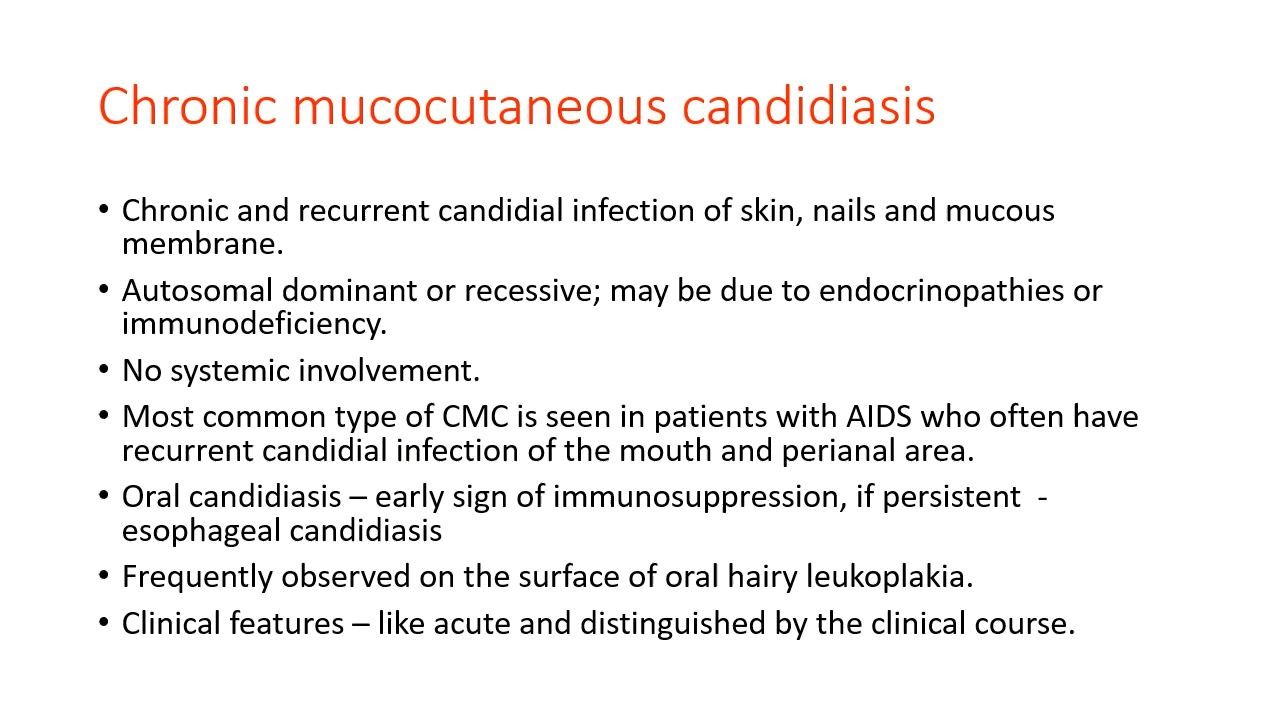 Chronic mucocutaneous candidiasis
• Chronic and recurrent candidial infection of skin, nails and mucous
membrane.
• Autosomal dominant or recessive; may be due to endocrinopathies or
immunodeficiency.
• No systemic involvement.
• Most common type of CMC is seen in patients with AIDS who often have
recurrent candidial infection of the mouth and perianal area.
• Oral candidiasis – early sign of immunosuppression, if persistent  -
esophageal candidiasis
• Frequently observed on the surface of oral hairy leukoplakia.
• Clinical features – like acute and distinguished by the clinical course.